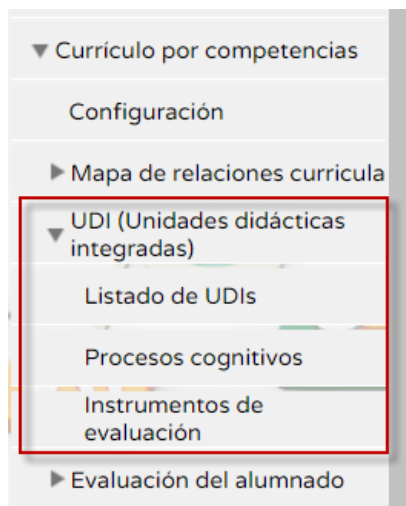 Currículo por competencias
Configuración
Mapa de relaciones curricula
UDI (Unidades didácticas
integradas)
Listado de UDIs
Procesos cognitivos
Instrumentos de
evaluación
Evaluación del alumnado